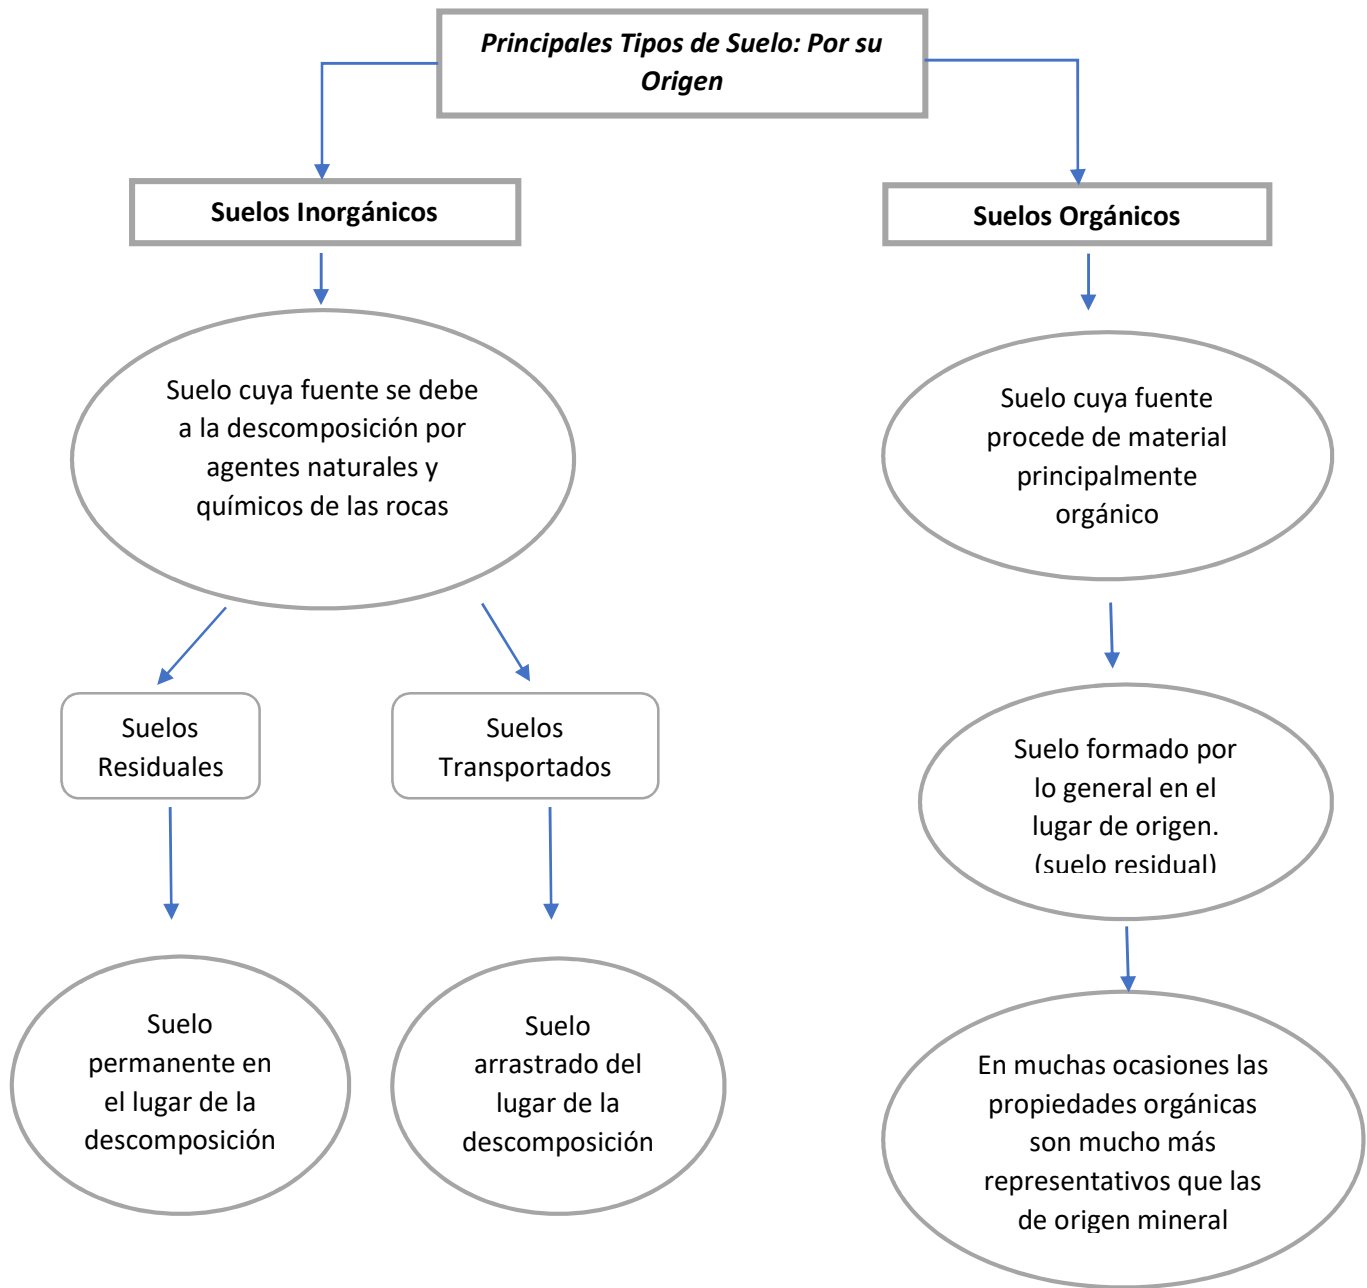 Principales Tipos de Suelo: Por su
Origen
Suelos Inorgánicos
Suelos Orgánicos
Suelo cuya fuente se debe
a la descomposición por
agentes naturales y
químicos de las rocas
Suelo cuya fuente
procede de material
principalmente
orgánico
Suelos
Residuales
Suelos
Transportados
Suelo formado por
lo general en el
lugar de origen.
(suelo residual)
Suelo
permanente en
el lugar de la
descomposición
Suelo
arrastrado del
lugar de la
descomposición
En muchas ocasiones las
propiedades orgánicas
son mucho más
representativos que las
de origen mineral